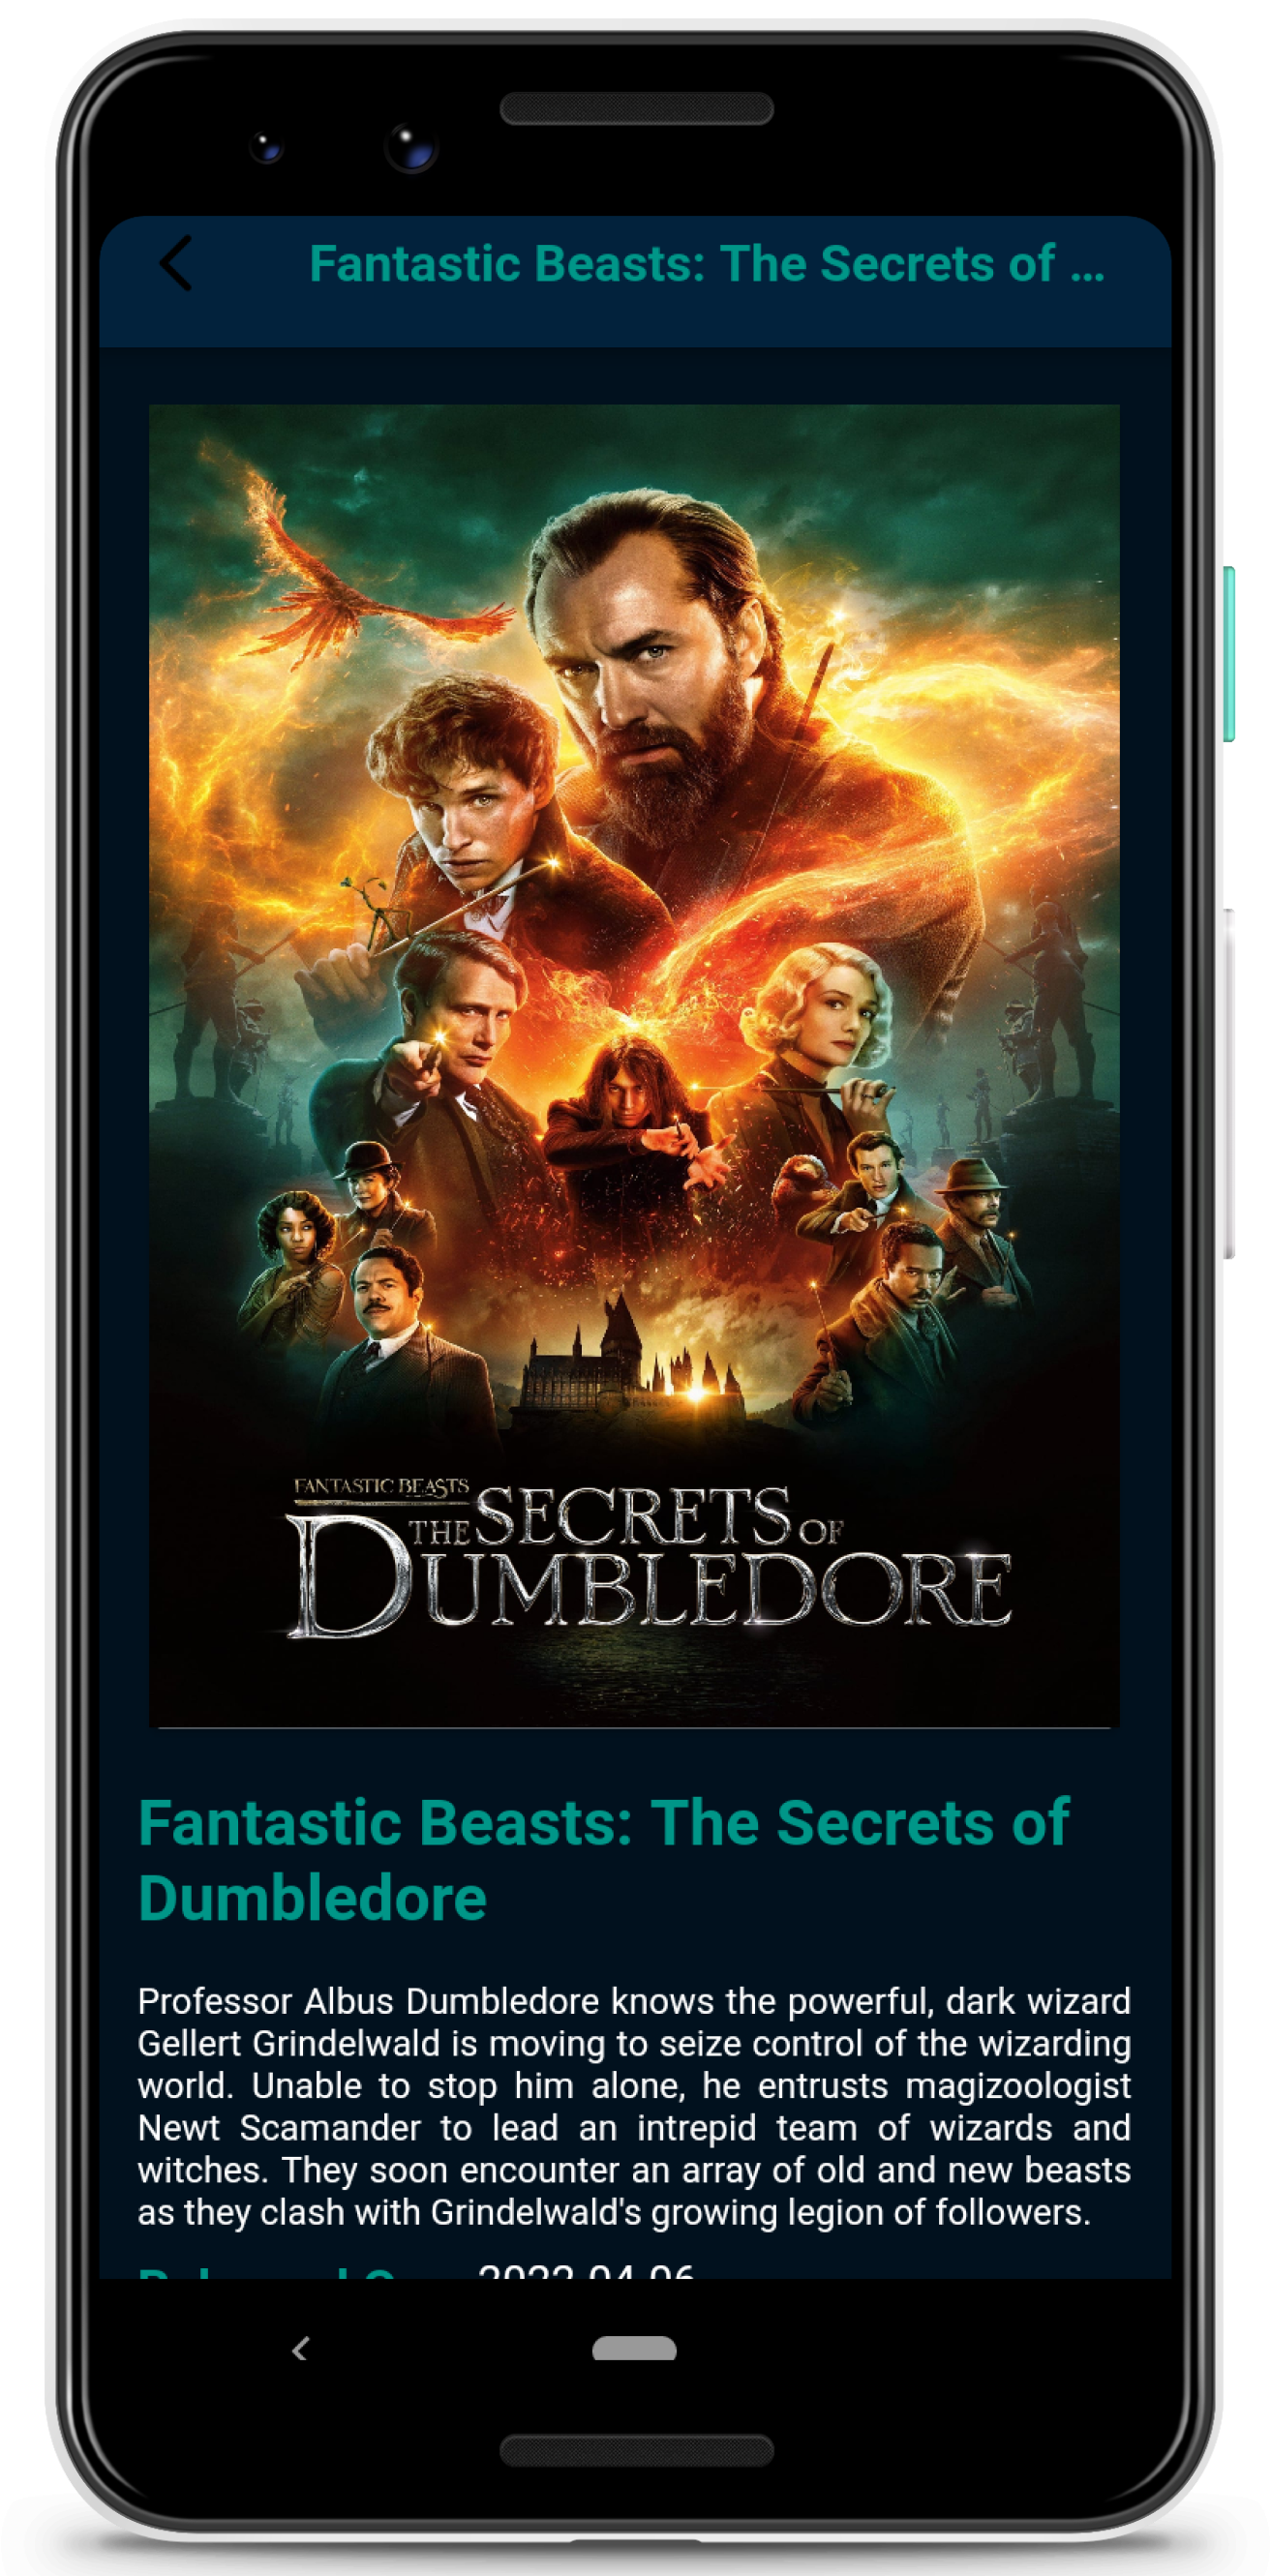 Fantastic Beasts: The Secrets of ...
FANTASTIC BEASTS
THE SECRETS OF
DUMBLEDORE
Fantastic Beasts: The Secrets of
Dumbledore
Professor Albus Dumbledore knows the powerful, dark wizard
Gellert Grindelwald is moving to seize control of the wizarding
world. Unable to stop him alone, he entrusts magizoologist
Newt Scamander to lead an intrepid team of wizards and
witches. They soon encounter an array of old and new beasts
as they clash with Grindelwald's growing legion of followers.